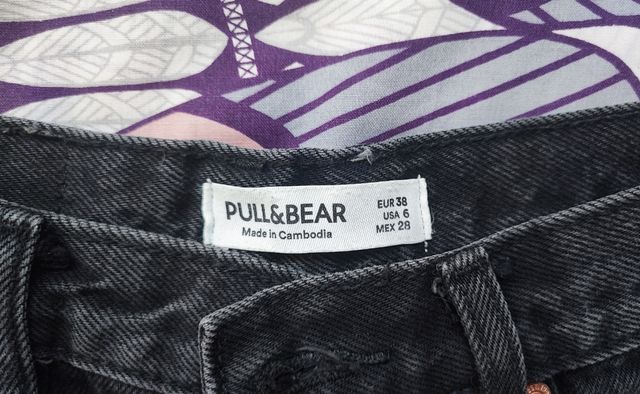 PULL&BEAR
Made in Cambodia
EUR 38
USA 6
MEX 28